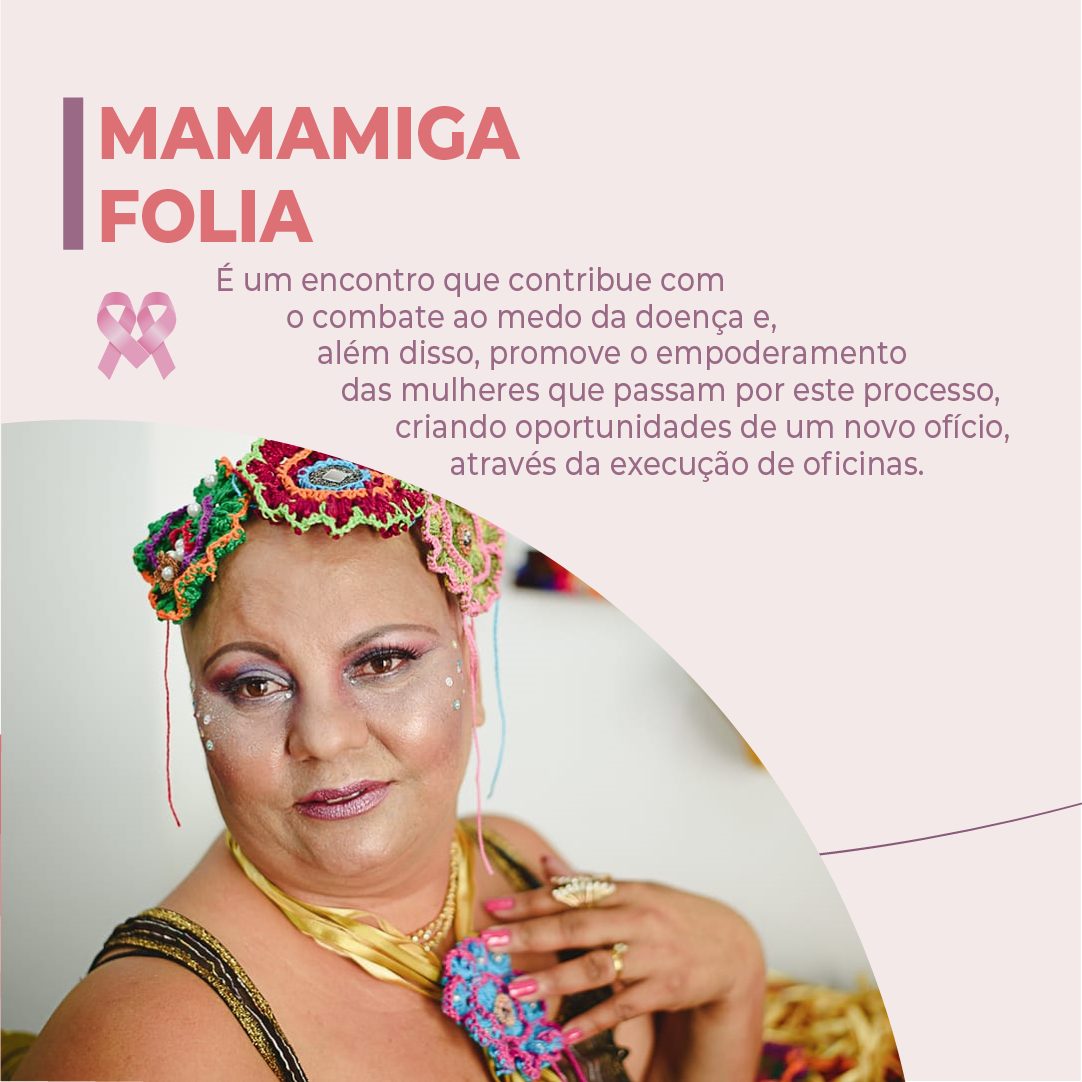 MAMAMIGA
FOLIA
É um encontro que contribue com
o combate ao medo da doença e,
além disso, promove o empoderamento
das mulheres que passam por este processo,
criando oportunidades de um novo ofício,
através da execução de oficinas.